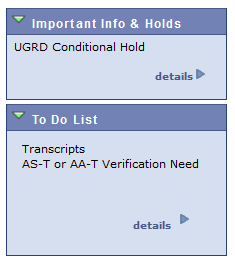 Important Info & Holds
UGRD Conditional Hold
details
To Do List
Transcripts
AS-T or AA-T Verification Need
details